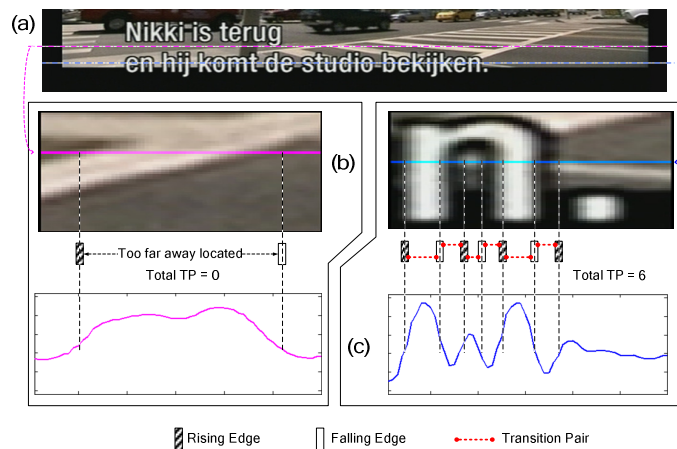 (a)
Nikki is terug
en hij komt de studio bekijken.
(b)
Too far away located
Total TP = 0
Total TP = 6
n.
(c)
Rising Edge
Falling Edge
Transition Pair